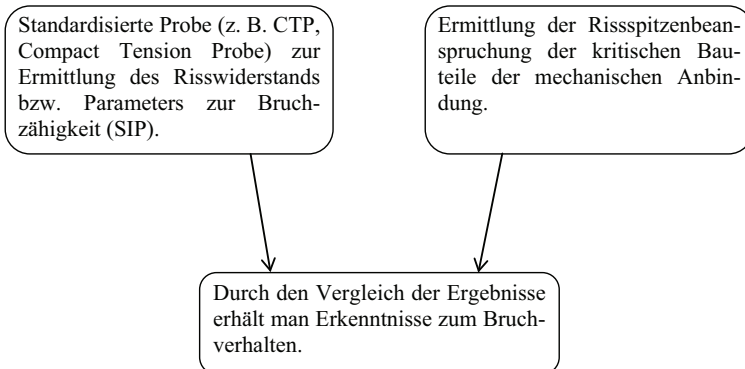 Standardisierte Probe (z. B. CTP,
Compact Tension Probe) zur
Ermittlung des Risswiderstands
bzw. Parameters zur Bruch-
zähigkeit (SIP).
Ermittlung der Rissspitzenbean-
spruchung der kritischen Bau-
teile der mechanischen Anbin-
dung.
Durch den Vergleich der Ergebnisse
erhält man Erkenntnisse zum Bruch-
verhalten.